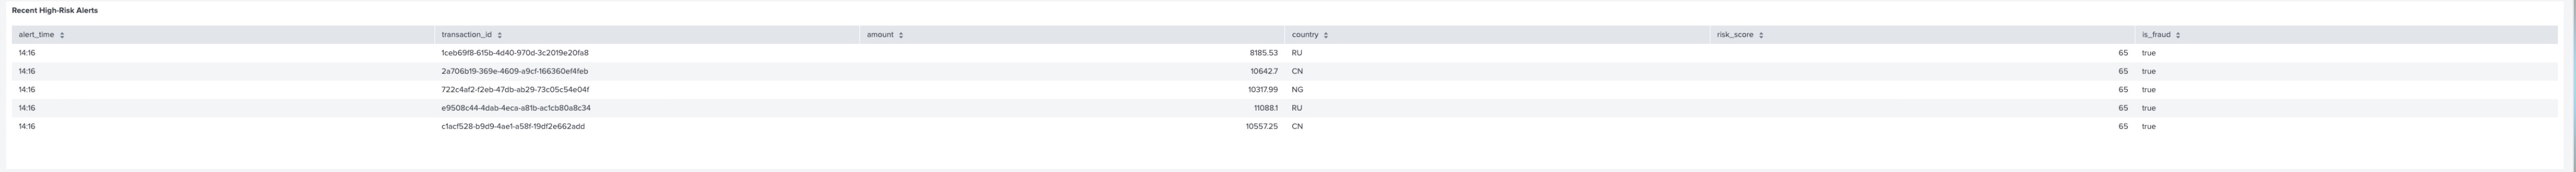 Recent High-Risk Alerts
alert_time transaction_id amount country risk_score is_fraud
14:16 1ceb69f8-615b-4d40-970d-3c2019e20fa8 8185.53 RU 65 true
14:16 2a706b19-369e-4609-a9cf-166360ef4feb 10642.7 CN 65 true
14:16 722c4af2-f2eb-47db-ab29-73c05c54e04f 10317.99 NG 65 true
14:16 e9508c44-4dab-4eca-a81b-ac1cb80a8c34 11088.1 RU 65 true
14:16 c1acf528-b9d9-4ae1-a58f-19df2e662add 10557.25 CN 65 true